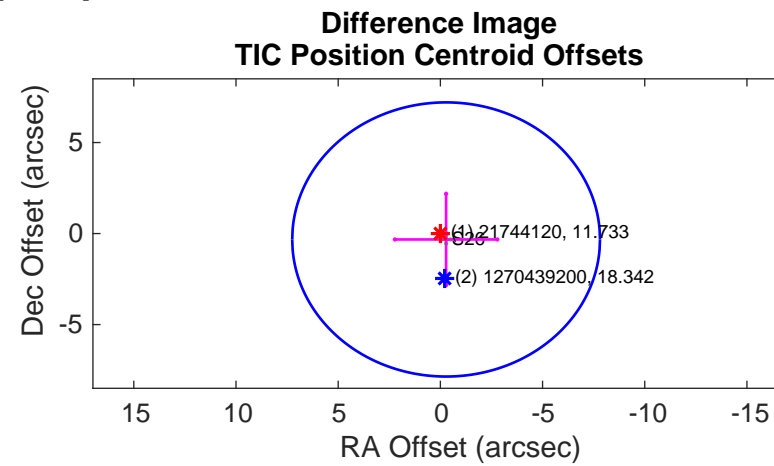 Difference Image
TIC Position Centroid Offsets
Dec Offset (arcsec)
5
0
-5
(1) 21744120, 11.733
S26
(2) 1270439200, 18.342
15 10 5 0 -5 -10 -15
RA Offset (arcsec)